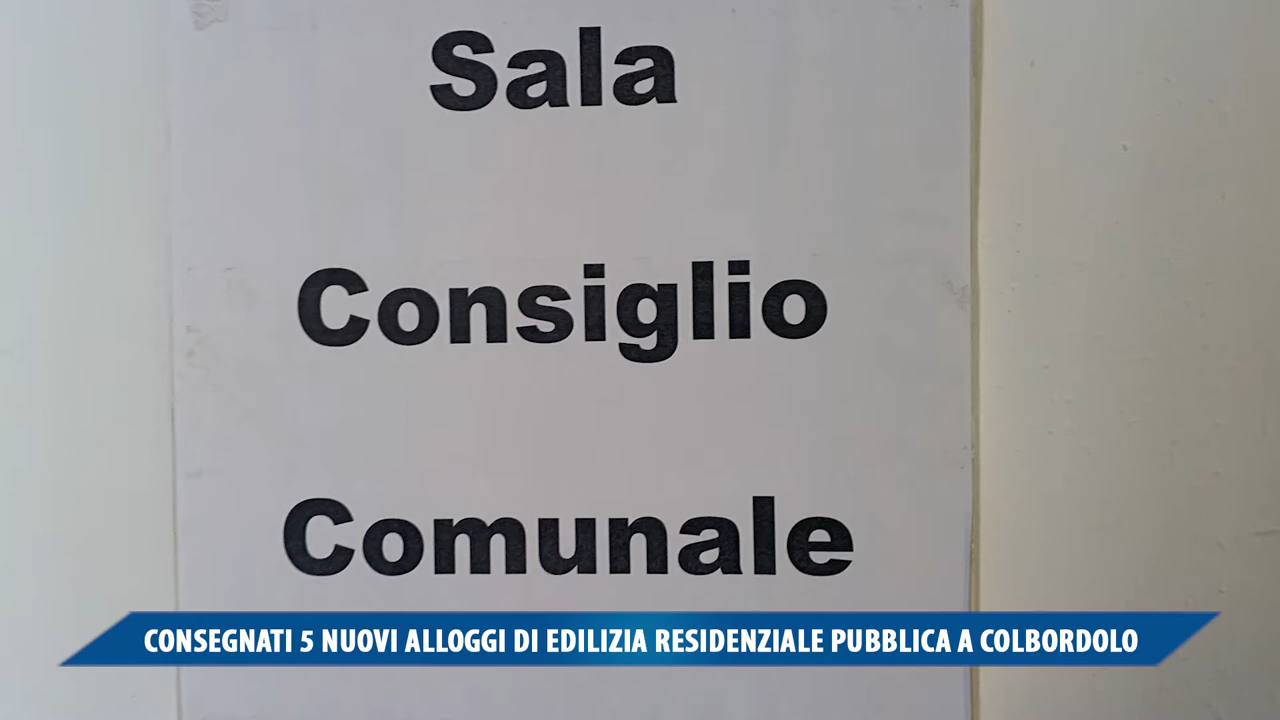 Sala
Consiglio
Comunale
CONSEGNATI 5 NUOVI ALLOGGI DI EDILIZIA RESIDENZIALE PUBBLICA A COLBORDOLO